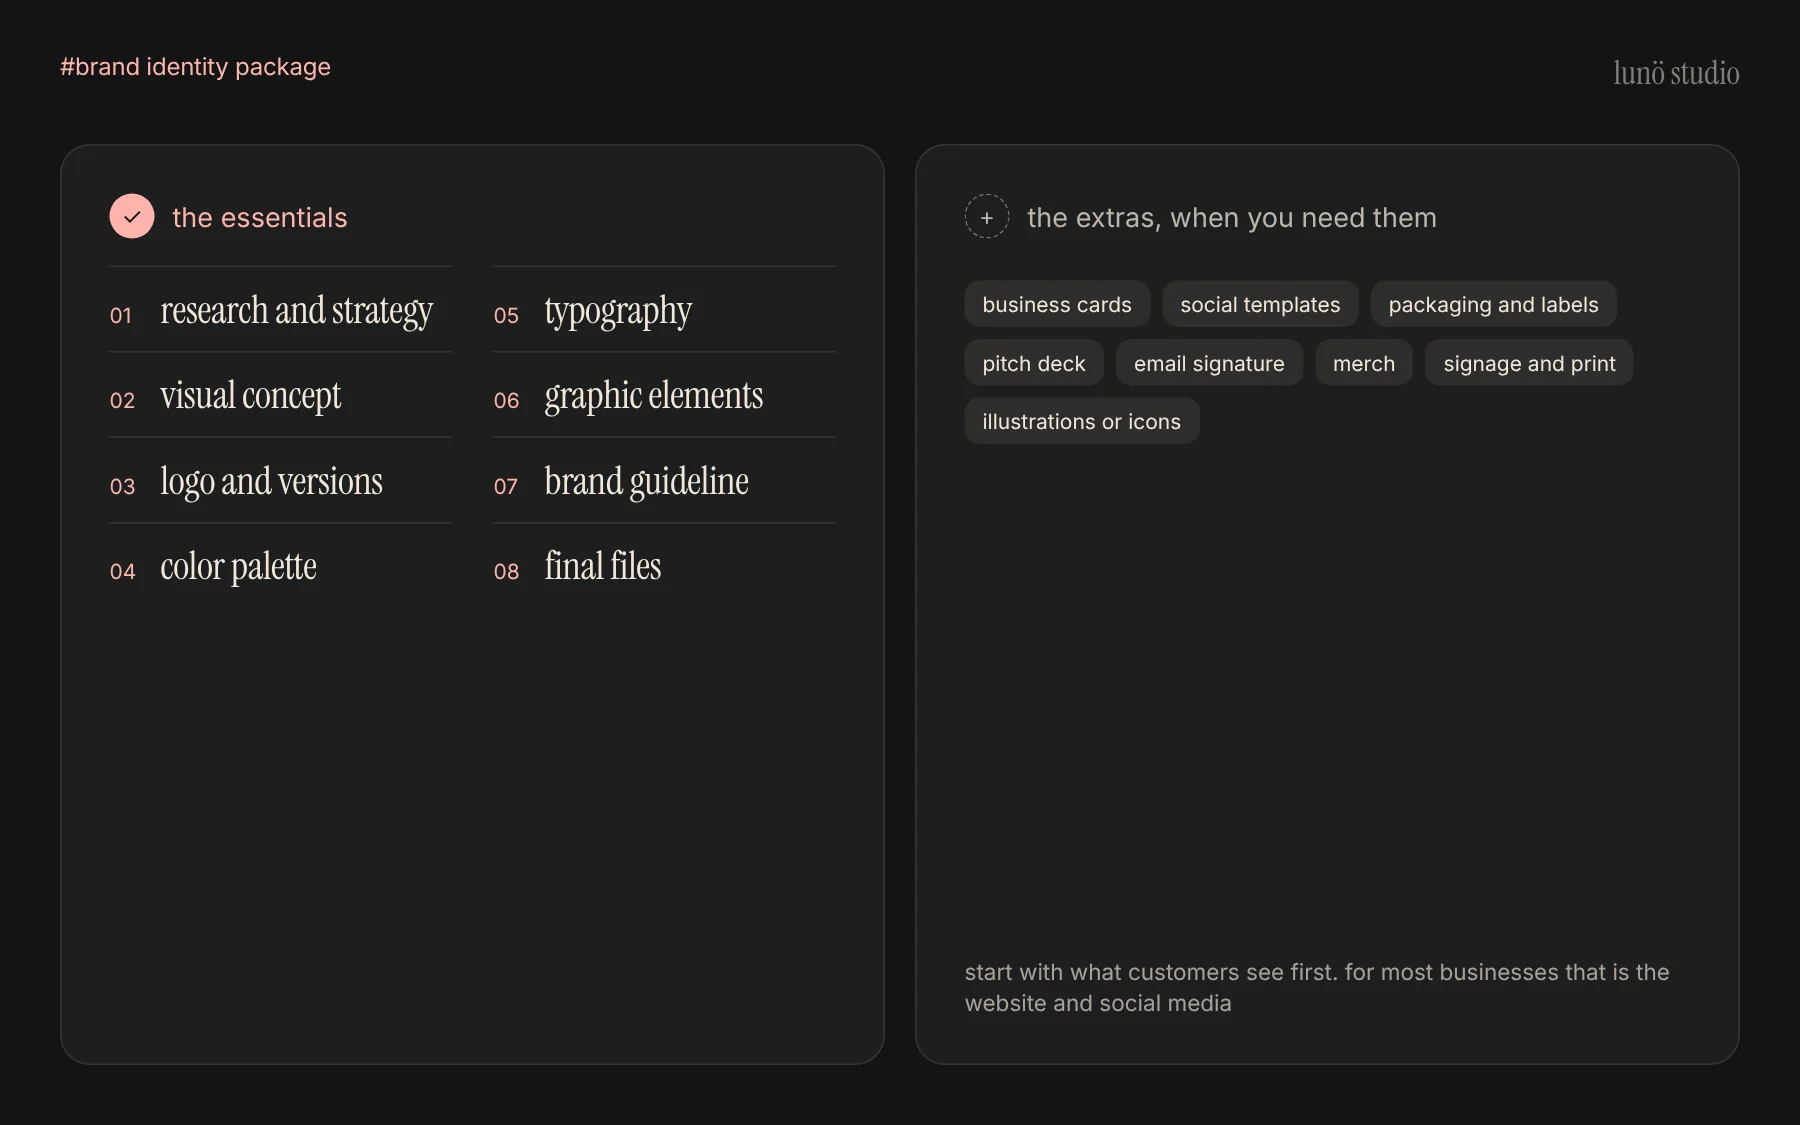 #brand identity package
lunö studio
the essentials
01 research and strategy
02 visual concept
03 logo and versions
04 color palette
05 typography
06 graphic elements
07 brand guideline
08 final files
+ the extras, when you need them
business cards social templates packaging and labels
pitch deck email signature merch signage and print
illustrations or icons
start with what customers see first. for most businesses that is the
website and social media